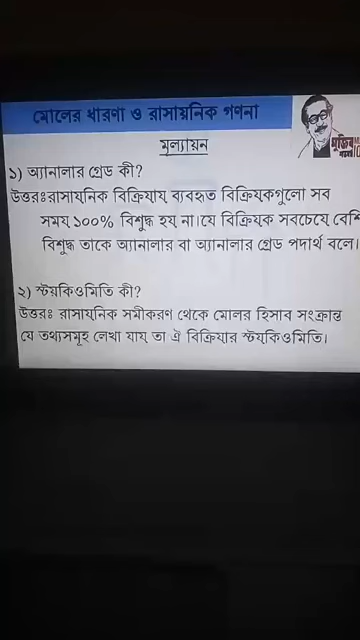 মোলের ধারণা ও রাসায়নিক গণনা
মূল্যায়ন
১) অ্যানালার গ্রেড কী?
উত্তরঃরাসায়নিক বিক্রিয়ায় ব্যবহৃত বিক্রিয়কগুলো সব
সময় ১০০% বিশুদ্ধ হয় না।যে বিক্রিয়ক সবচেয়ে বেশি
বিশুদ্ধ তাকে অ্যানালার বা অ্যানালার গ্রেড পদার্থ বলে।
২) স্টয়কিওমিতি কী?
উত্তরঃ রাসায়নিক সমীকরণ থেকে মোলর হিসাব সংক্রান্ত
যে তথ্যসমূহ লেখা যায় তা ঐ বিক্রিয়ার স্টয়কিওমিতি।
মুজিব